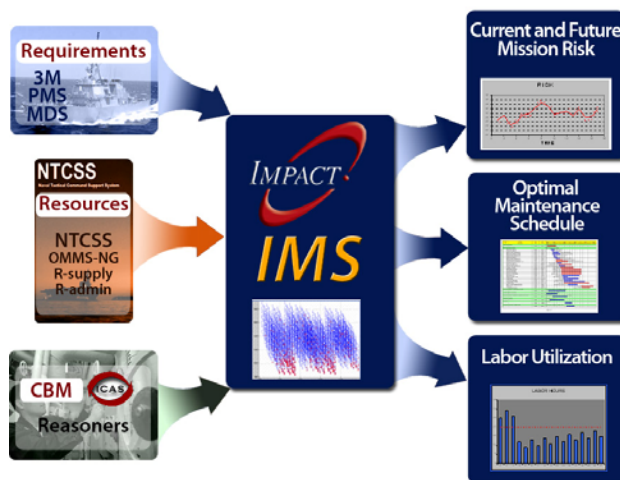 Requirements
3M
PMS
MDS
NTCSS
Naval Tactical Command Support System
Resources
NTCSS
OMMS-NG
R-supply
R-admin
CBM
ICAS
Reasoners
IMPACT
IMS
Current and Future
Mission Risk
RISK
TIME
Optimal
Maintenance
Schedule
Labor Utilization
LABOR HOURS